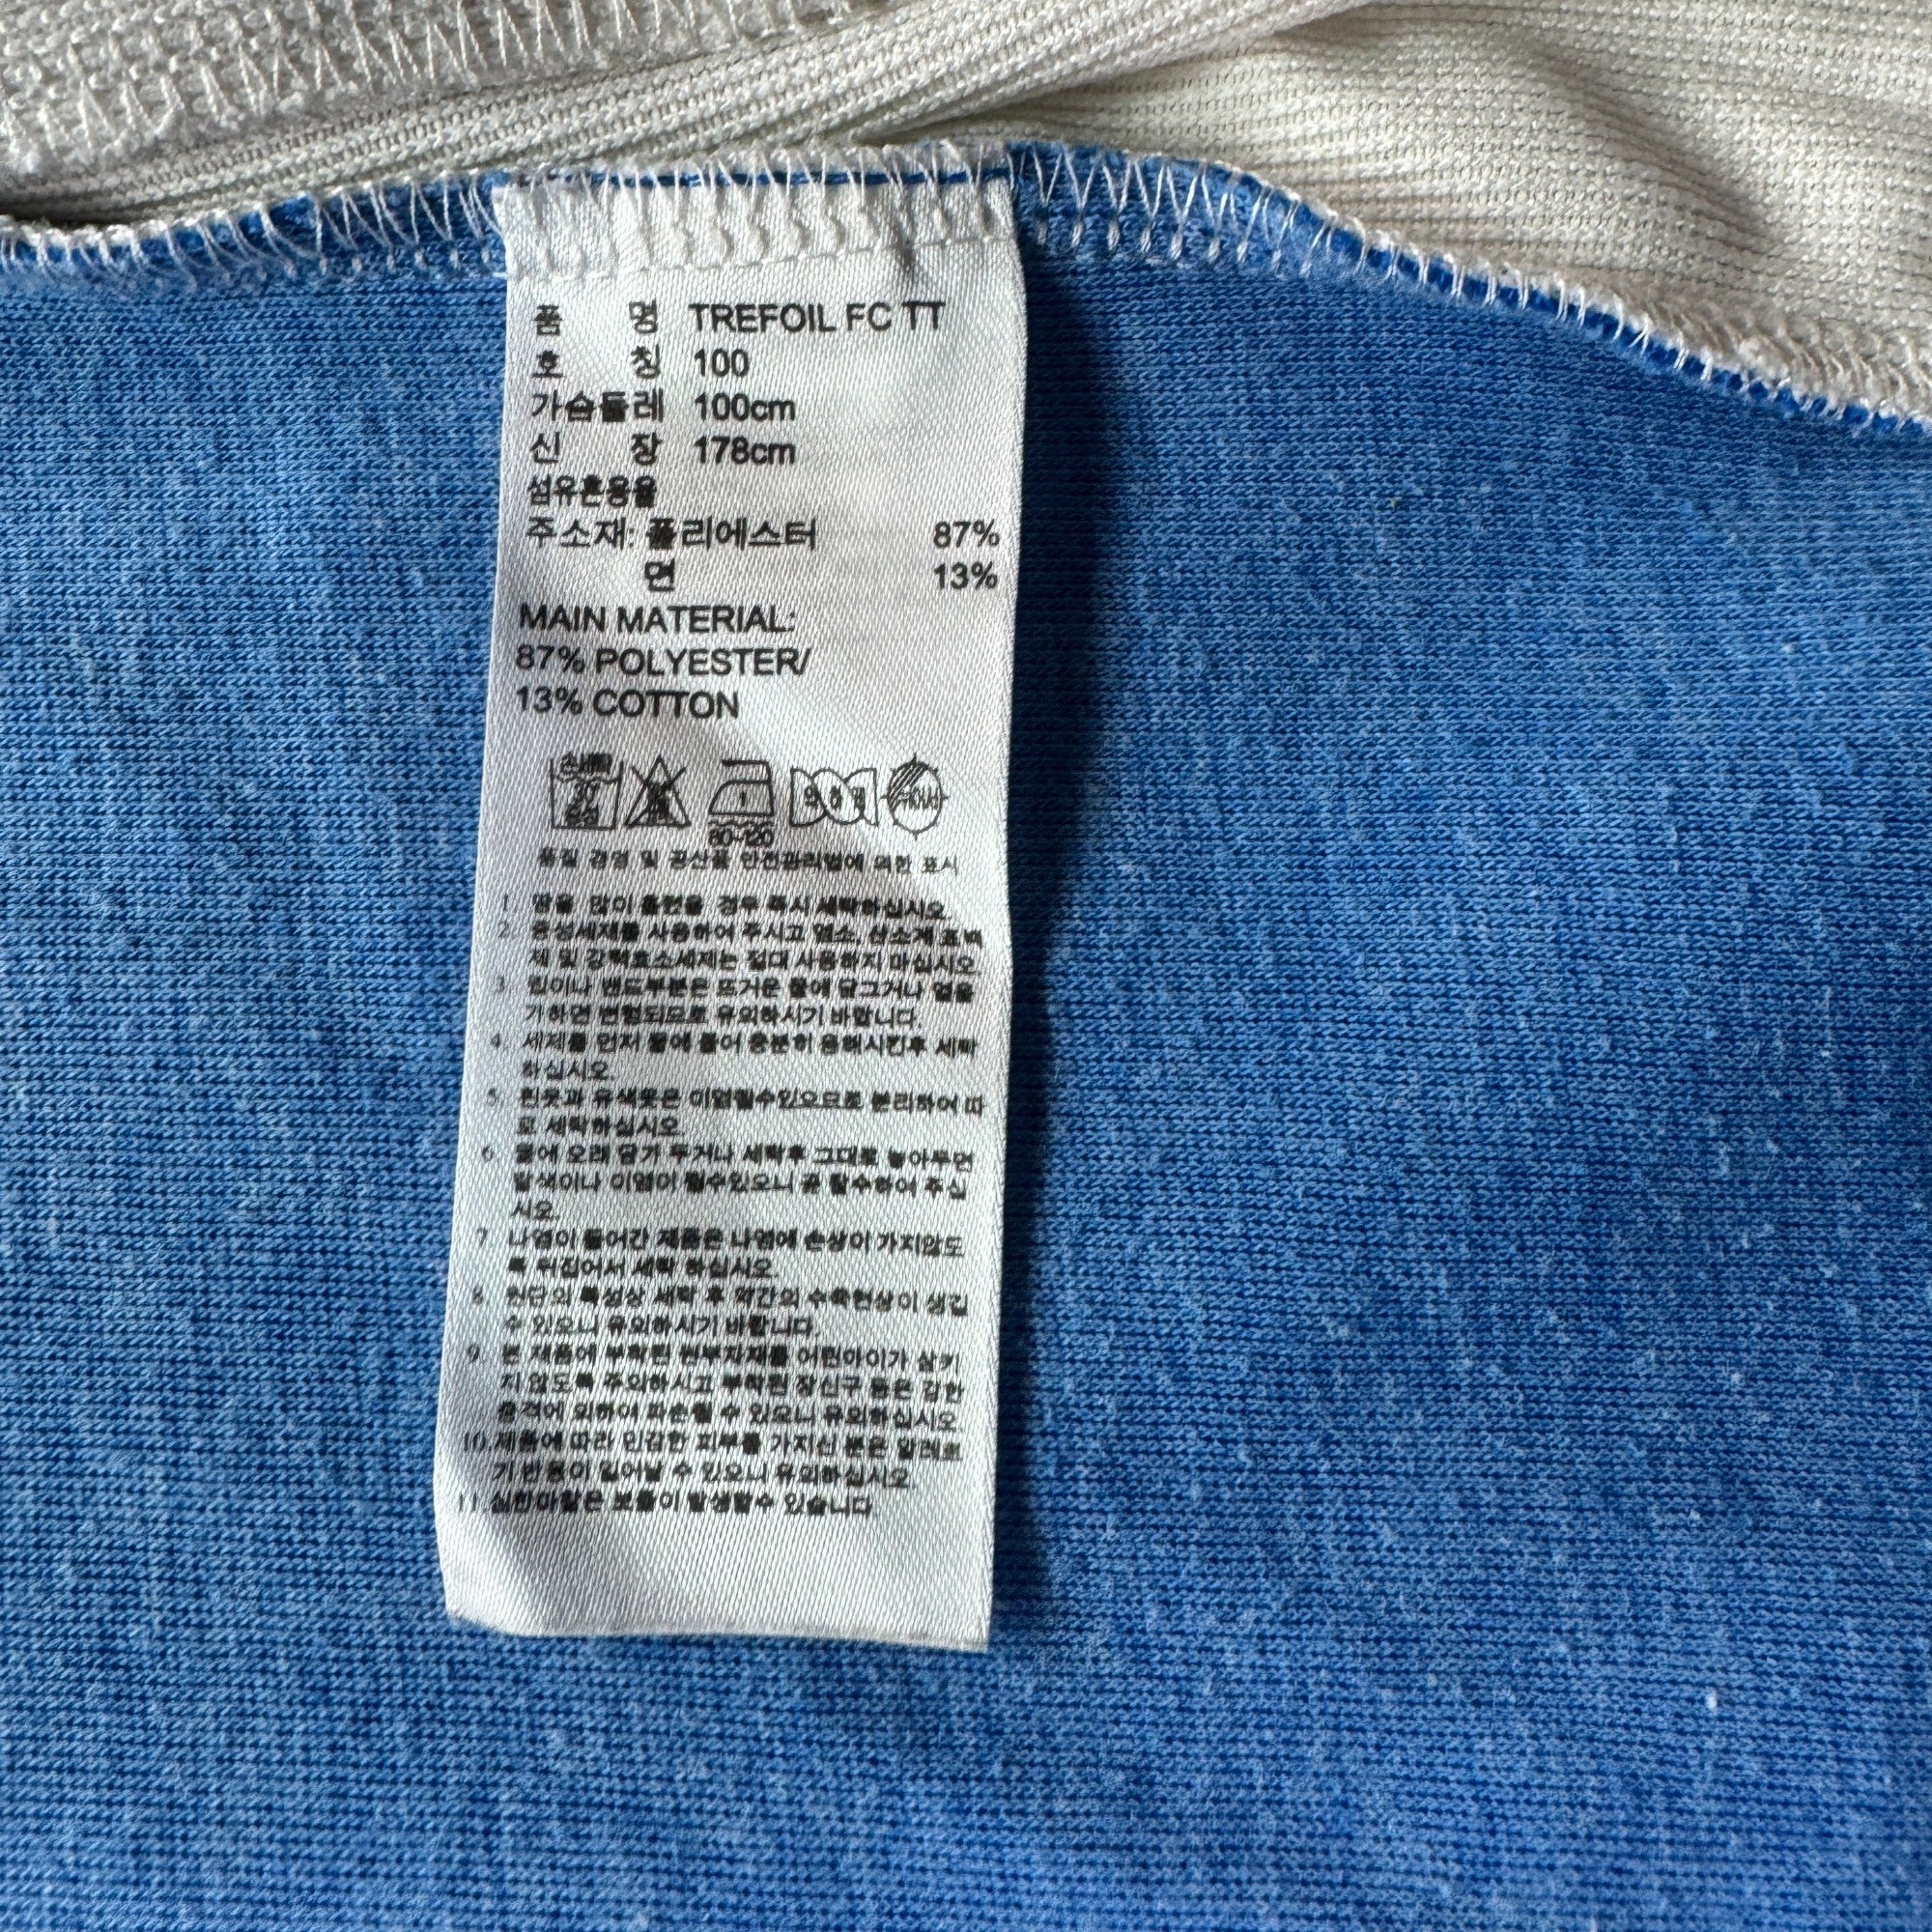 품 명 TREFOIL FC TT
호 칭 100
가슴둘레 100cm
신 장 178cm
섬유혼용율
주소재: 폴리에스터 87%
면 13%
MAIN MATERIAL:
87% POLYESTER/
13% COTTON
손세탁
80~120
품질 경영 및 공산품 안전관리법에 의한 표시
1 땀을 많이 흘렸을 경우 즉시 세탁하십시오
2 중성세제를 사용하여 주시고 염소, 산소계 표백
제 및 강력효소세제는 절대 사용하지 마십시오
3 립이나 밴드부분은 뜨거운 물에 담그거나 열을
가하면 변형되므로 유의하시기 바랍니다.
4. 세제를 먼저 물에 풀어 충분히 용해시킨후 세탁
하십시오
5. 흰옷과 유색옷은 이염될수있으므로 분리하여 따
로 세탁하십시오
6 물에 오래 담가 두거나 세탁후 그대로 놓아두면
탈색이나 이염이 될수있으니 곧 탈수하여 주십
시오.
7 나염이 들어간 제품은 나염에 손상이 가지않도
록 뒤집어서 세탁 하십시오
8 원단의 특성상 세탁 후 약간의 수축현상이 생길
수 있으니 유의하시기 바랍니다.
9. 본 제품에 부착된 부자재를 어린아이가 삼키
지 않도록 주의하시고 부착된 장신구 등은 강한
충격에 의하여 파손될 수 있으니 유의하십시오
10.제품에 따라 민감한 피부를 가지신 분은 알레르
기 반응이 일어날 수 있으니 유의하십시오
11 보풀이 발생할수 있습니다